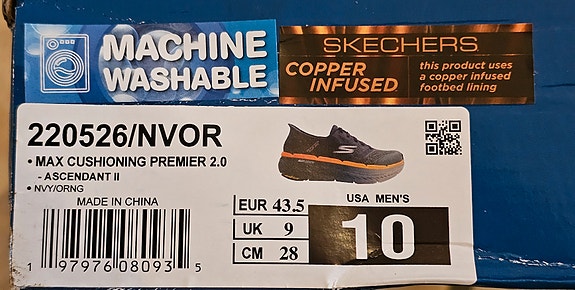 MACHINE
WASHABLE
SKECHERS
COPPER
INFUSED
this product uses
a copper infused
footbed lining
220526/NVOR
• MAX CUSHIONING PREMIER 2.0
- ASCENDANT II
• NVY/ORNG
MADE IN CHINA
1 97976 08093 5
EUR 43.5
UK 9
CM 28
USA MEN'S
10